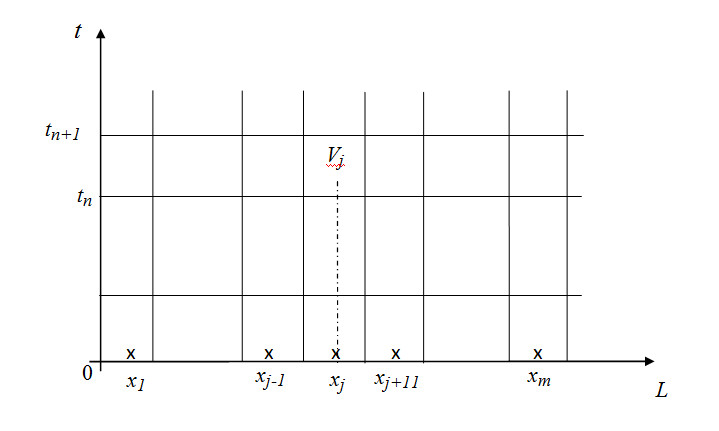 t
t_{n+1}
V_j
t_n
x x x x x
0
x_1 x_{j-1} x_j x_{j+11} x_m
L